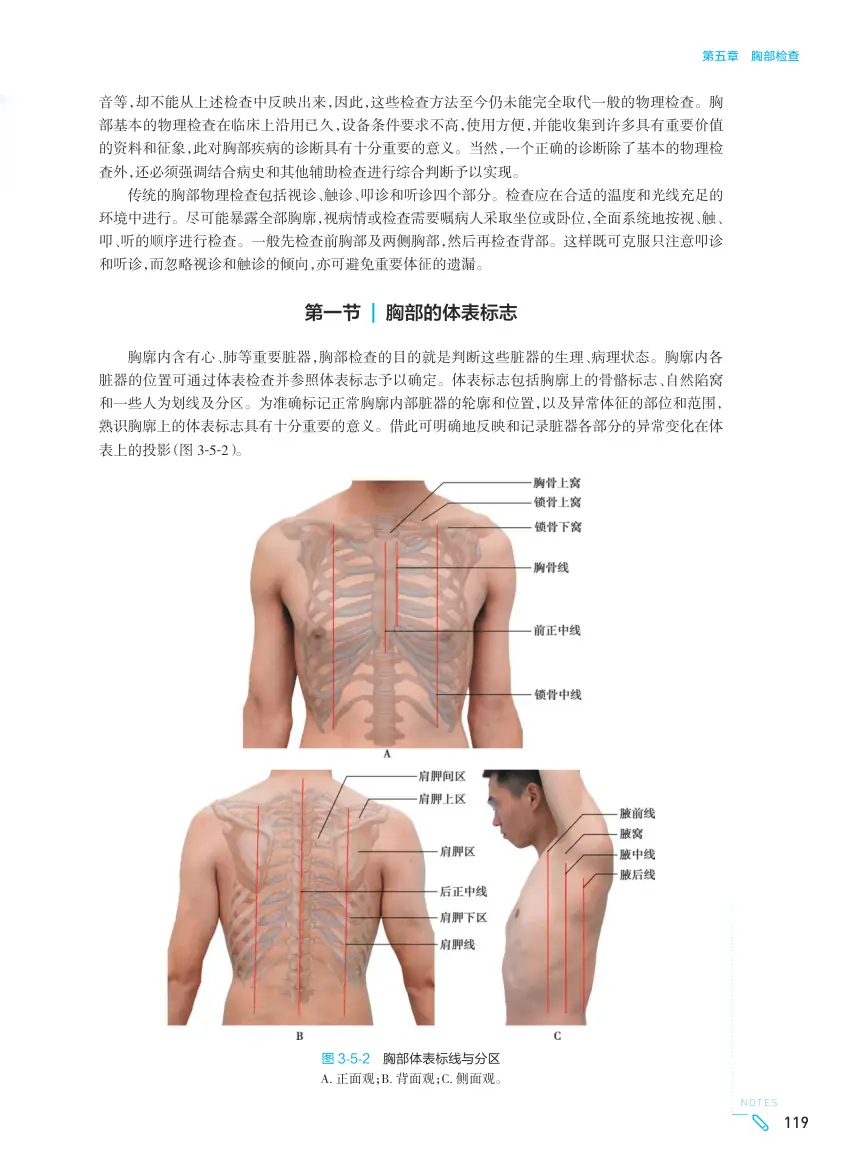 第五章 胸部检查
音等,却不能从上述检查中反映出来,因此,这些检查方法至今仍未能完全取代一般的物理检查。胸
部基本的物理检查在临床上沿用已久,设备条件要求不高,使用方便,并能收集到许多具有重要价值
的资料和征象,此对胸部疾病的诊断具有十分重要的意义。当然,一个正确的诊断除了基本的物理检
查外,还必须强调结合病史和其他辅助检查进行综合判断予以实现。
传统的胸部物理检查包括视诊、触诊、叩诊和听诊四个部分。检查应在合适的温度和光线充足的
环境中进行。尽可能暴露全部胸廓,视病情或检查需要嘱病人采取坐位或卧位,全面系统地按视、触、
叩、听的顺序进行检查。一般先检查前胸部及两侧胸部,然后再检查背部。这样既可克服只注意叩诊
和听诊,而忽略视诊和触诊的倾向,亦可避免重要体征的遗漏。
第一节 | 胸部的体表标志
胸廓内含有心、肺等重要脏器,胸部检查的目的就是判断这些脏器的生理、病理状态。胸廓内各
脏器的位置可通过体表检查并参照体表标志予以确定。体表标志包括胸廓上的骨骼标志、自然陷窝
和一些人为划线及分区。为准确标记正常胸廓内部脏器的轮廓和位置,以及异常体征的部位和范围,
熟识胸廓上的体表标志具有十分重要的意义。借此可明确地反映和记录脏器各部分的异常变化在体
表上的投影(图 3-5-2)。
胸骨上窝
锁骨上窝
锁骨下窝
胸骨线
前正中线
锁骨中线
A
肩胛间区
肩胛上区
肩胛区
后正中线
肩胛下区
肩胛线
B
腋前线
腋窝
腋中线
腋后线
C
图 3-5-2 胸部体表标线与分区
A. 正面观;B. 背面观;C. 侧面观。
NOTES
119